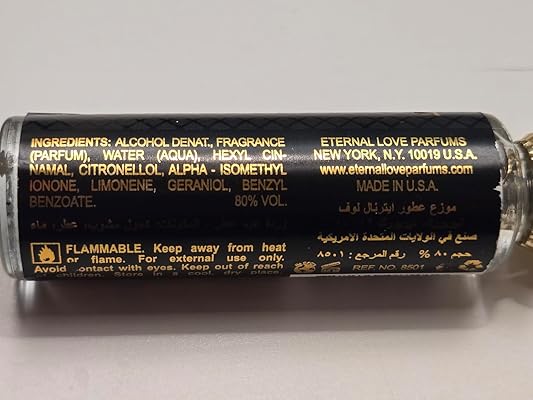 INGREDIENTS: ALCOHOL DENAT., FRAGRANCE
(PARFUM), WATER (AQUA), HEXYL CIN-
NAMAL, CITRONELLOL, ALPHA - ISOMETHYL
IONONE, LIMONENE, GERANIOL, BENZYL
BENZOATE. 80% VOL.
FLAMMABLE. Keep away from heat
or flame. For external use only.
Avoid contact with eyes. Keep out of reach
children. Store in a cool, dry place
ETERNAL LOVE PARFUMS
NEW YORK, N.Y. 10019 U.S.A.
www.eternalloveparfums.com
MADE IN U.S.A.
موزع عطور ايترنال لوف
صنع في الولايات المتحدة الامريكية
حجم ٨٠ % رقم المرجع : ٨٥٠١
REF. NO. 8501